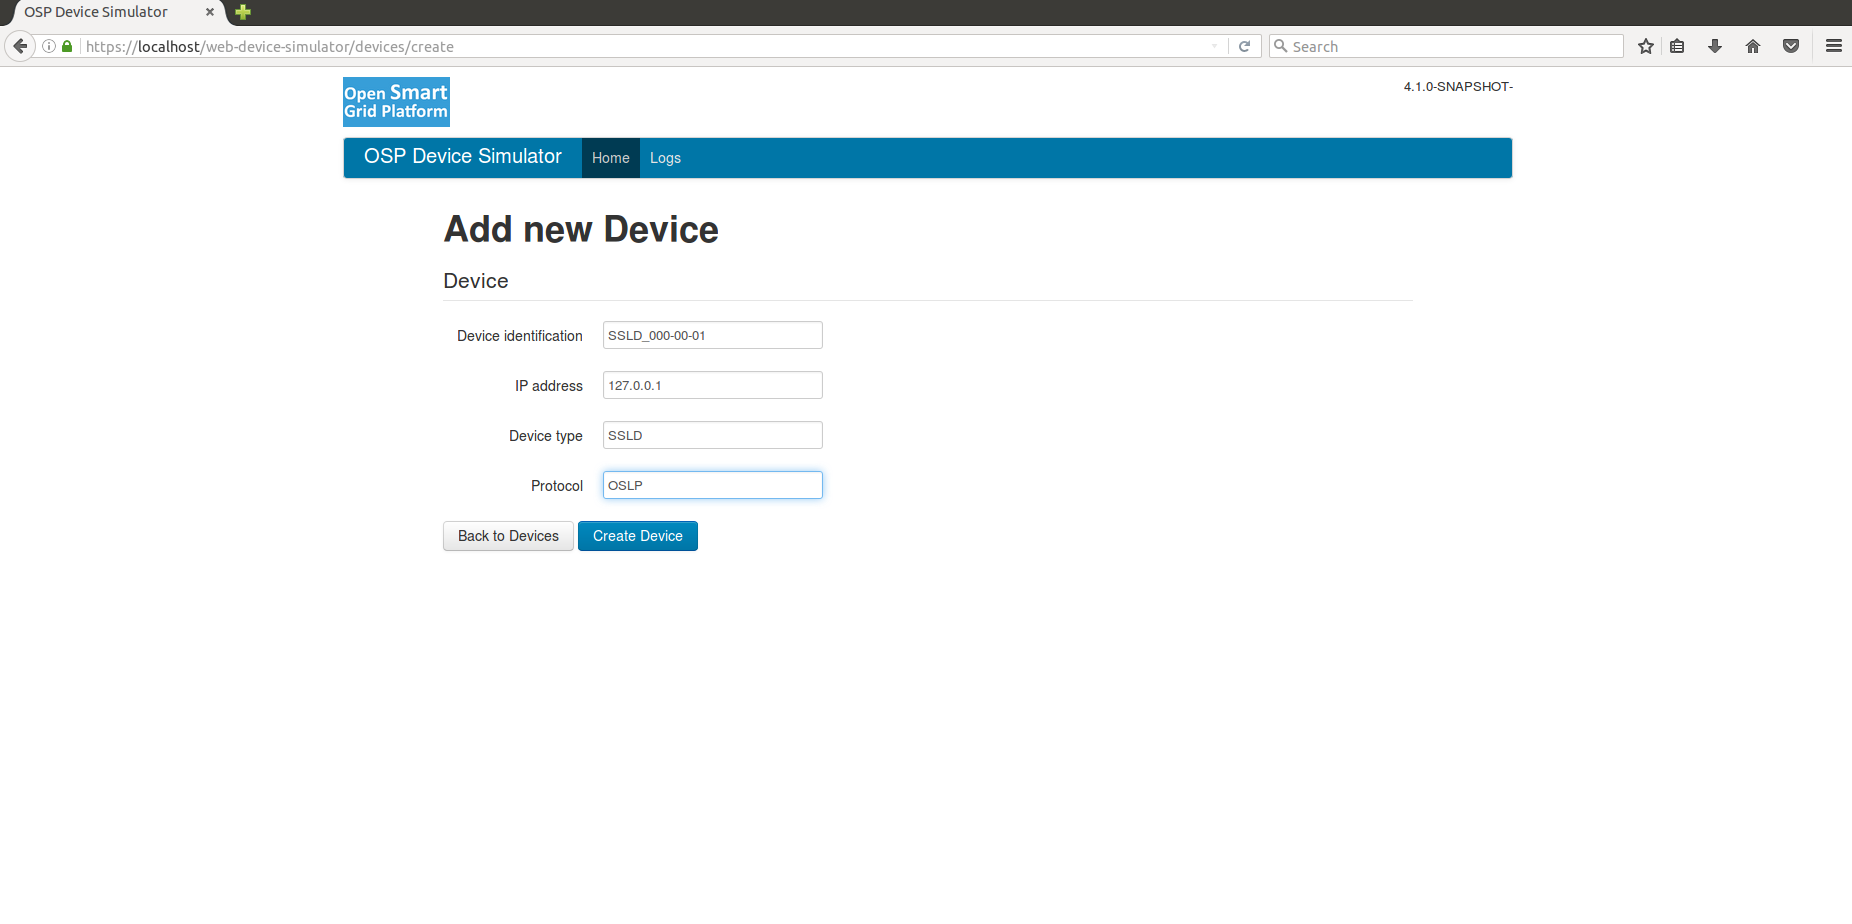 OSP Device Simulator
https://localhost/web-device-simulator/devices/create
Search
Open Smart
Grid Platform
4.1.0-SNAPSHOT-
OSP Device Simulator Home Logs
Add new Device
Device
Device identification SSLD_000-00-01
IP address 127.0.0.1
Device type SSLD
Protocol OSLP
Back to Devices Create Device